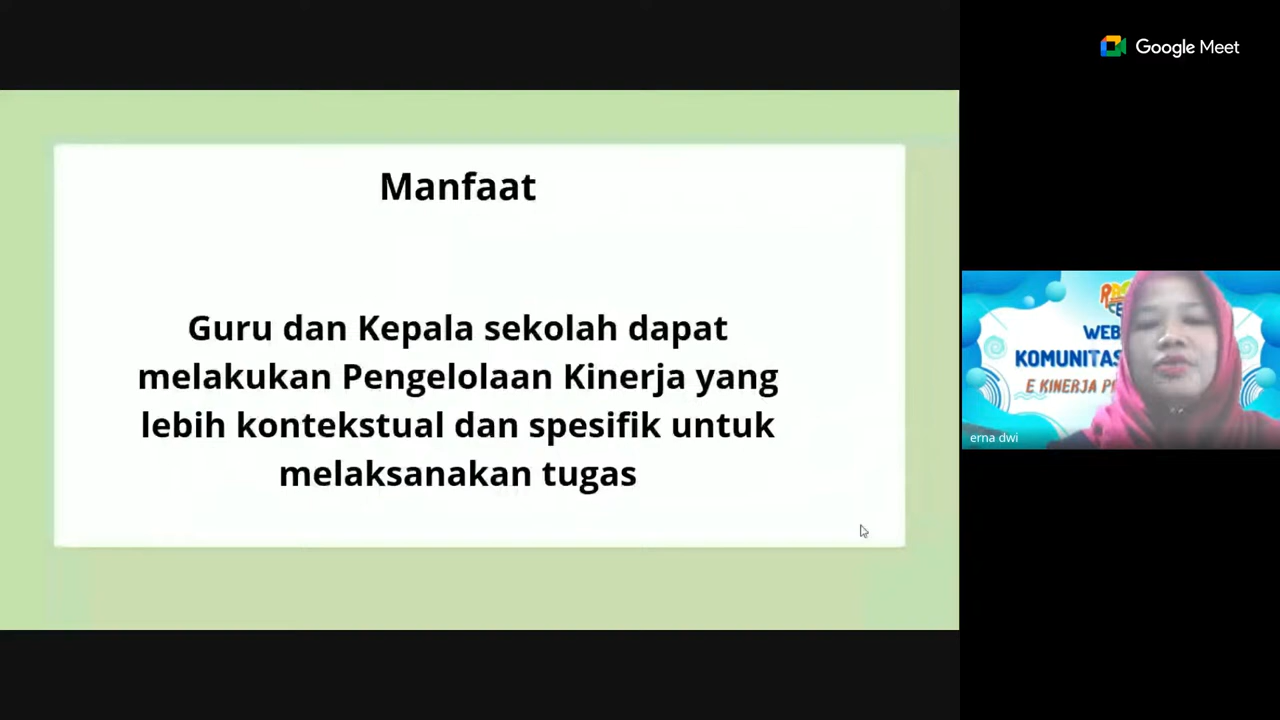 Google Meet
Manfaat
Guru dan Kepala sekolah dapat
melakukan Pengelolaan Kinerja yang
lebih kontekstual dan spesifik untuk
melaksanakan tugas
KOMUNITAS
E KINERJA
erna dwi